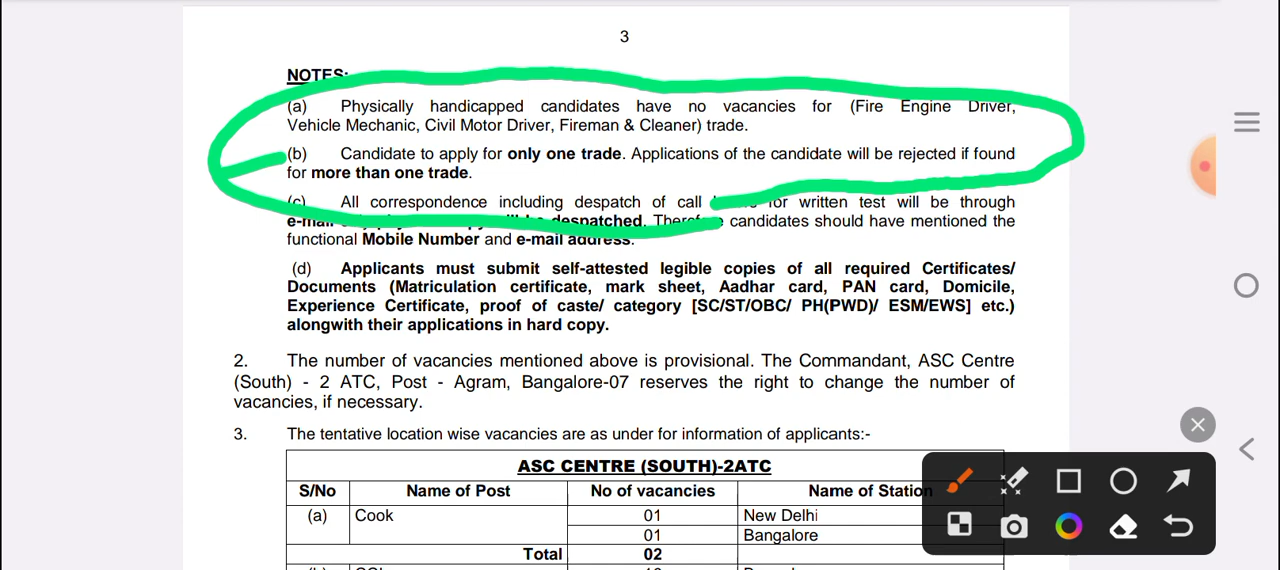 3
NOTES:
(a) Physically handicapped candidates have no vacancies for (Fire Engine Driver,
Vehicle Mechanic, Civil Motor Driver, Fireman & Cleaner) trade.
(b) Candidate to apply for only one trade. Applications of the candidate will be rejected if found
for more than one trade.
(c) All correspondence including despatch of call for written test will be through
e-mail despatched. Therefore candidates should have mentioned the
functional Mobile Number and e-mail address.
(d) Applicants must submit self-attested legible copies of all required Certificates/
Documents (Matriculation certificate, mark sheet, Aadhar card, PAN card, Domicile,
Experience Certificate, proof of caste/ category [SC/ST/OBC/ PH(PWD)/ ESM/EWS] etc.)
alongwith their applications in hard copy.
2. The number of vacancies mentioned above is provisional. The Commandant, ASC Centre
(South) - 2 ATC, Post - Agram, Bangalore-07 reserves the right to change the number of
vacancies, if necessary.
3. The tentative location wise vacancies are as under for information of applicants:-
ASC CENTRE (SOUTH)-2ATC
S/No Name of Post No of vacancies Name of Station
(a) Cook 01 New Delhi
01 Bangalore
Total 02